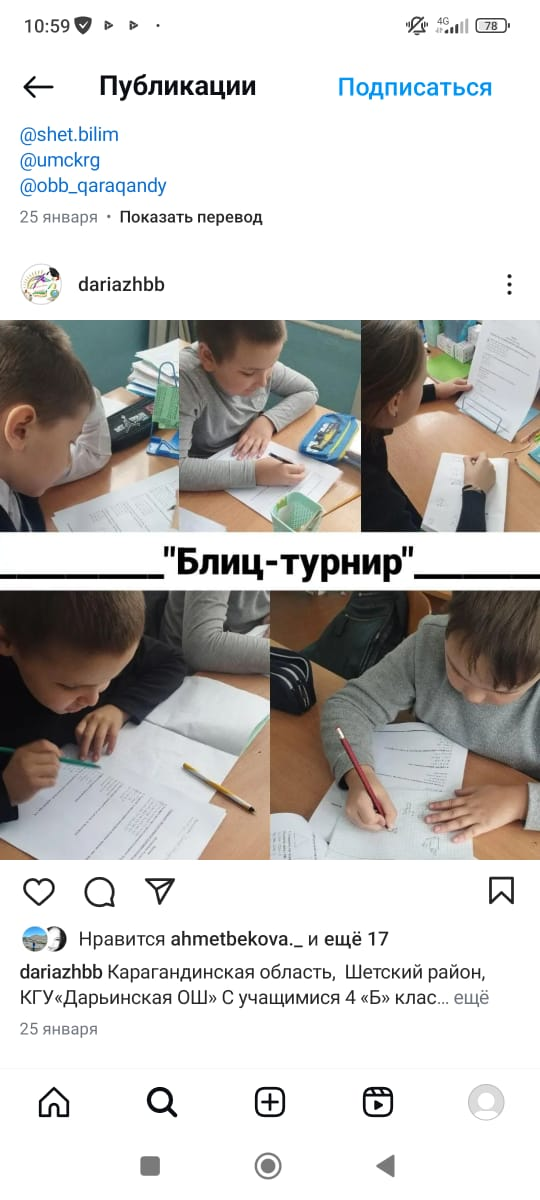 10:59
4G
78
Публикации
Подписаться
@shet.bilim
@umckrg
@obb_qaraqandy
25 января • Показать перевод
dariazhbb
"Блиц-турнир"
Нравится ahmetbekova._ и ещё 17
dariazhbb Карагандинская область, Шетский район,
КГУ«Дарьинская ОШ» С учащимися 4 «Б» клас... ещё
25 января